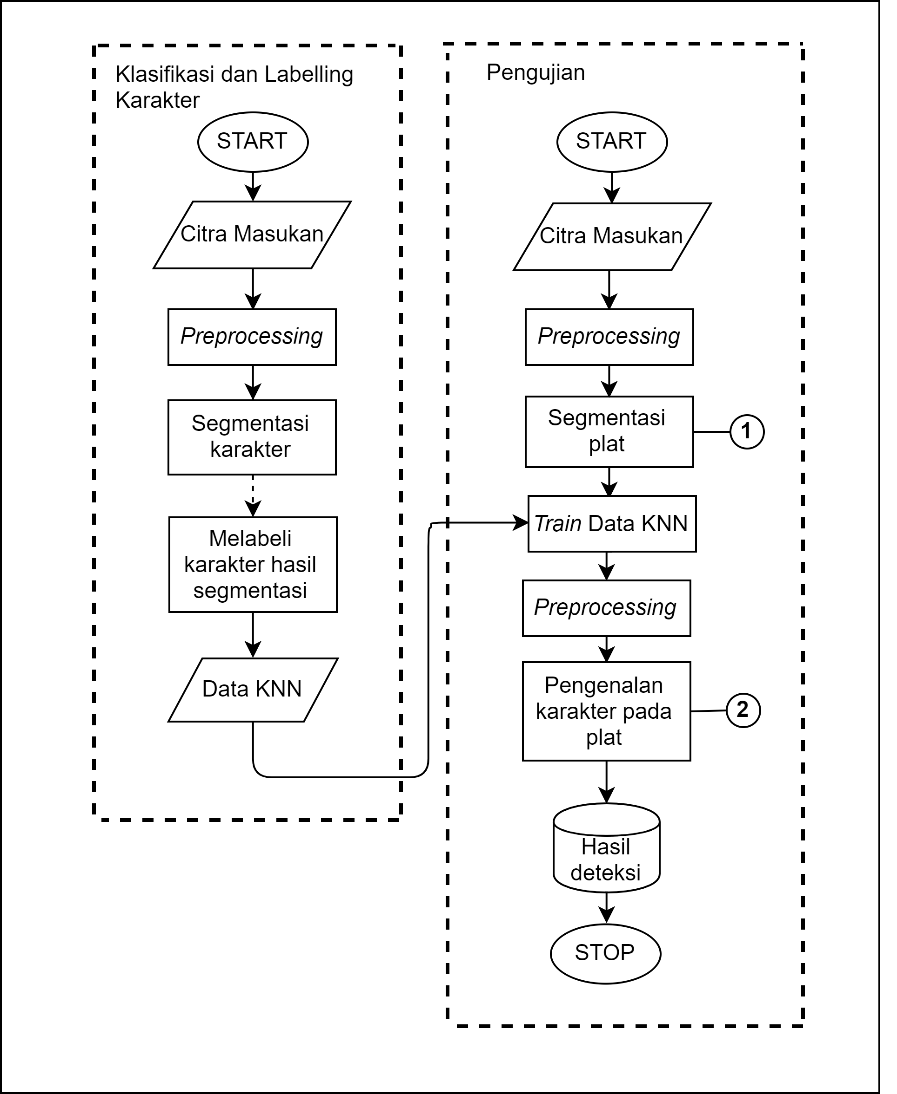 Klasifikasi dan Labelling
Karakter
START
Citra Masukan
Preprocessing
Segmentasi
karakter
Melabeli
karakter hasil
segmentasi
Data KNN
Pengujian
START
Citra Masukan
Preprocessing
Segmentasi
plat
1
Train Data KNN
Preprocessing
Pengenalan
karakter pada
plat
2
Hasil
deteksi
STOP